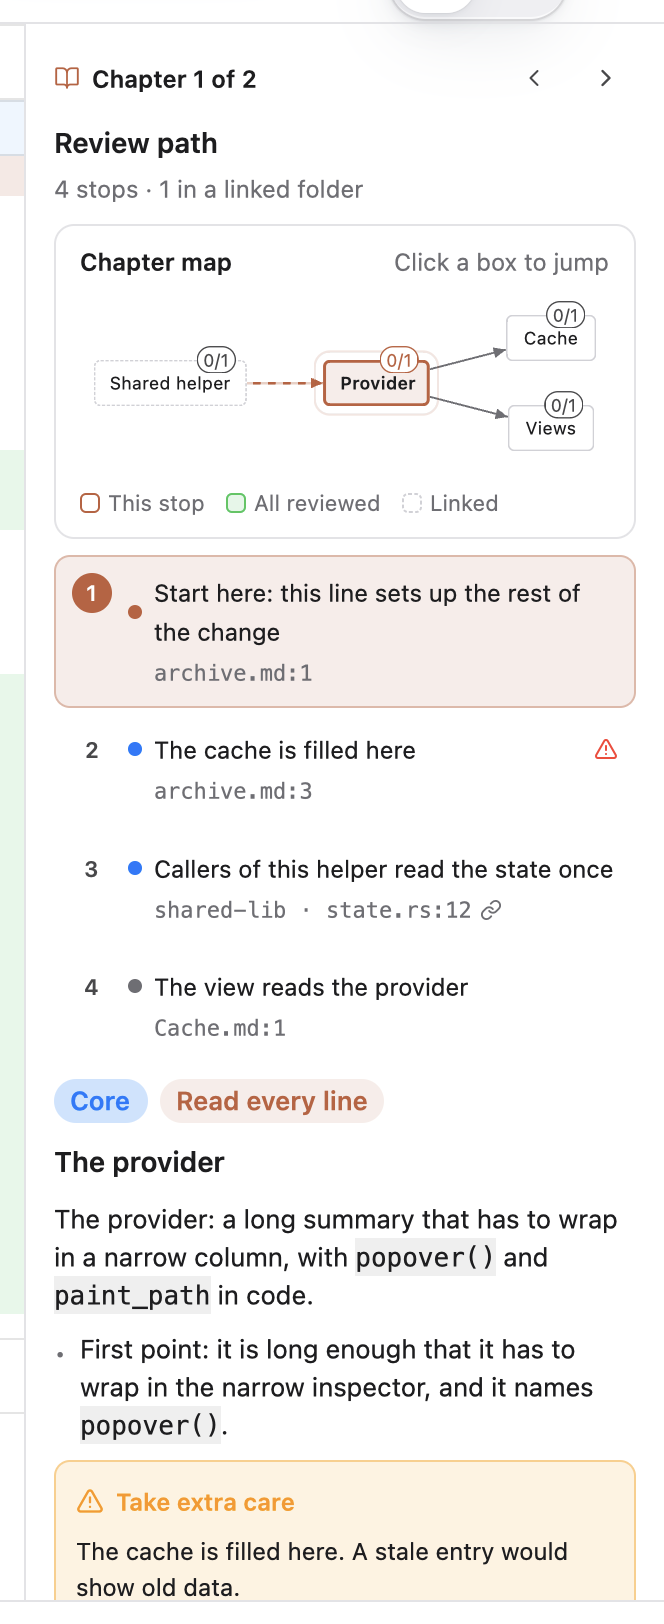 Chapter 1 of 2
Review path
4 stops · 1 in a linked folder
Chapter map
Click a box to jump
0/1
Shared helper
0/1
Provider
0/1
Cache
0/1
Views
This stop
All reviewed
Linked
1
Start here: this line sets up the rest of
the change
archive.md:1
2
The cache is filled here
archive.md:3
3
Callers of this helper read the state once
shared-lib · state.rs:12
4
The view reads the provider
Cache.md:1
Core
Read every line
The provider
The provider: a long summary that has to wrap
in a narrow column, with popover() and
paint_path in code.
• First point: it is long enough that it has to
wrap in the narrow inspector, and it names
popover().
Take extra care
The cache is filled here. A stale entry would
show old data.